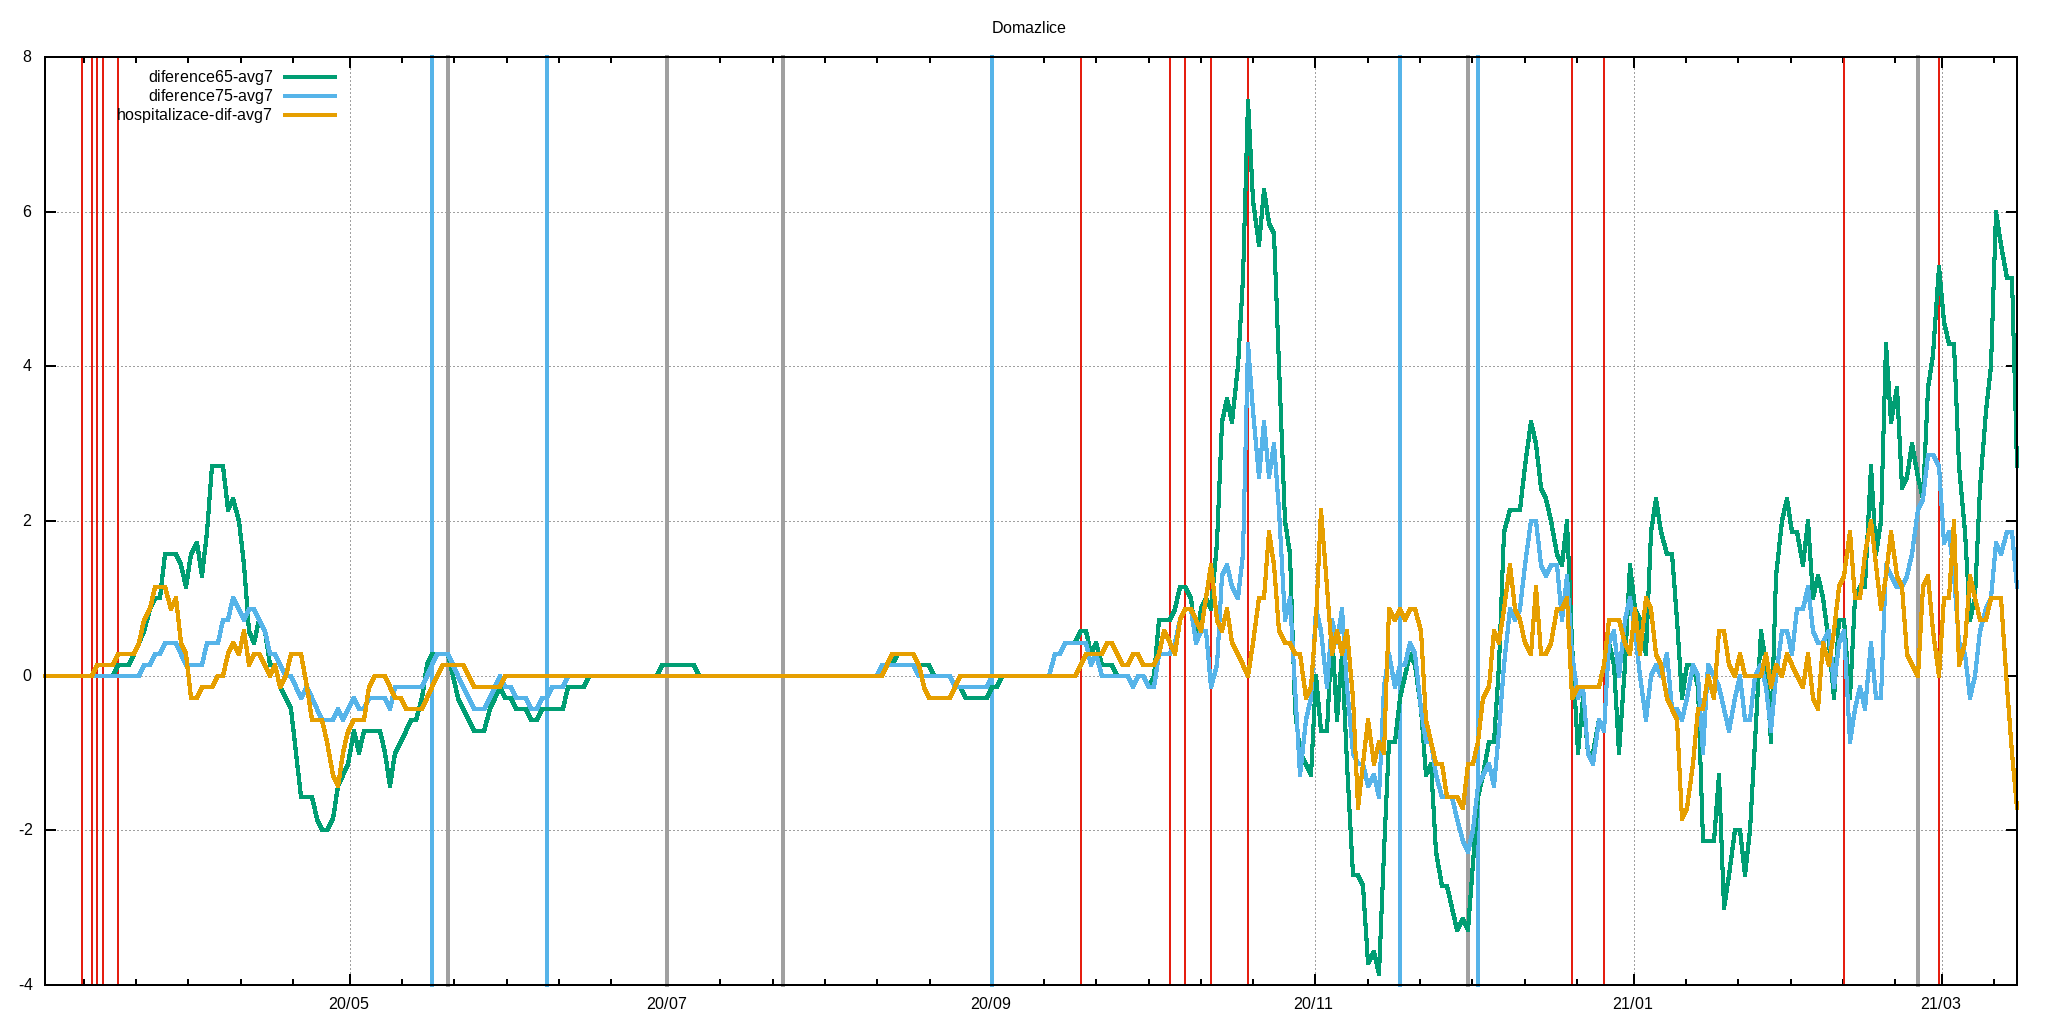 Domazlice
8
diference65-avg7
diference75-avg7
hospitalizace-dif-avg7
6
4
2
0
-2
-4
20/05 20/07 20/09 20/11 21/01 21/03